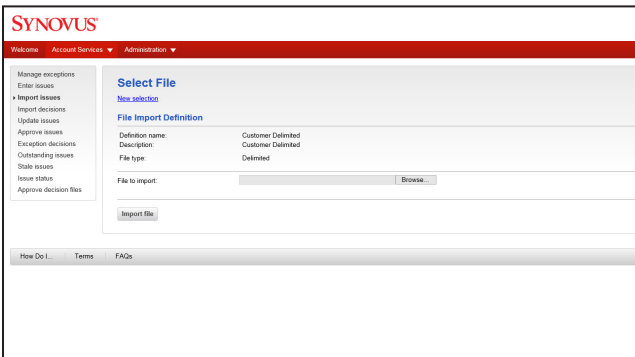 SYNOVUS®
Welcome Account Services Administration
Manage exceptions
Enter issues
Import issues
Import decisions
Update issues
Approve issues
Exception decisions
Outstanding issues
Stale issues
Issue status
Approve decision files
Select File
New selection
File Import Definition
Definition name: Customer Delimited
Description: Customer Delimited
File type: Delimited
File to import: Browse...
Import file
How Do I... Terms FAQs